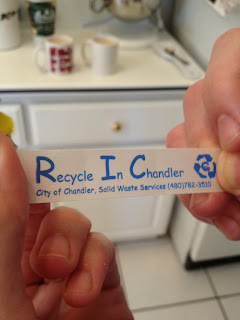 Recycle In Chandler
City of Chandler, Solid Waste Services (480)782-3510